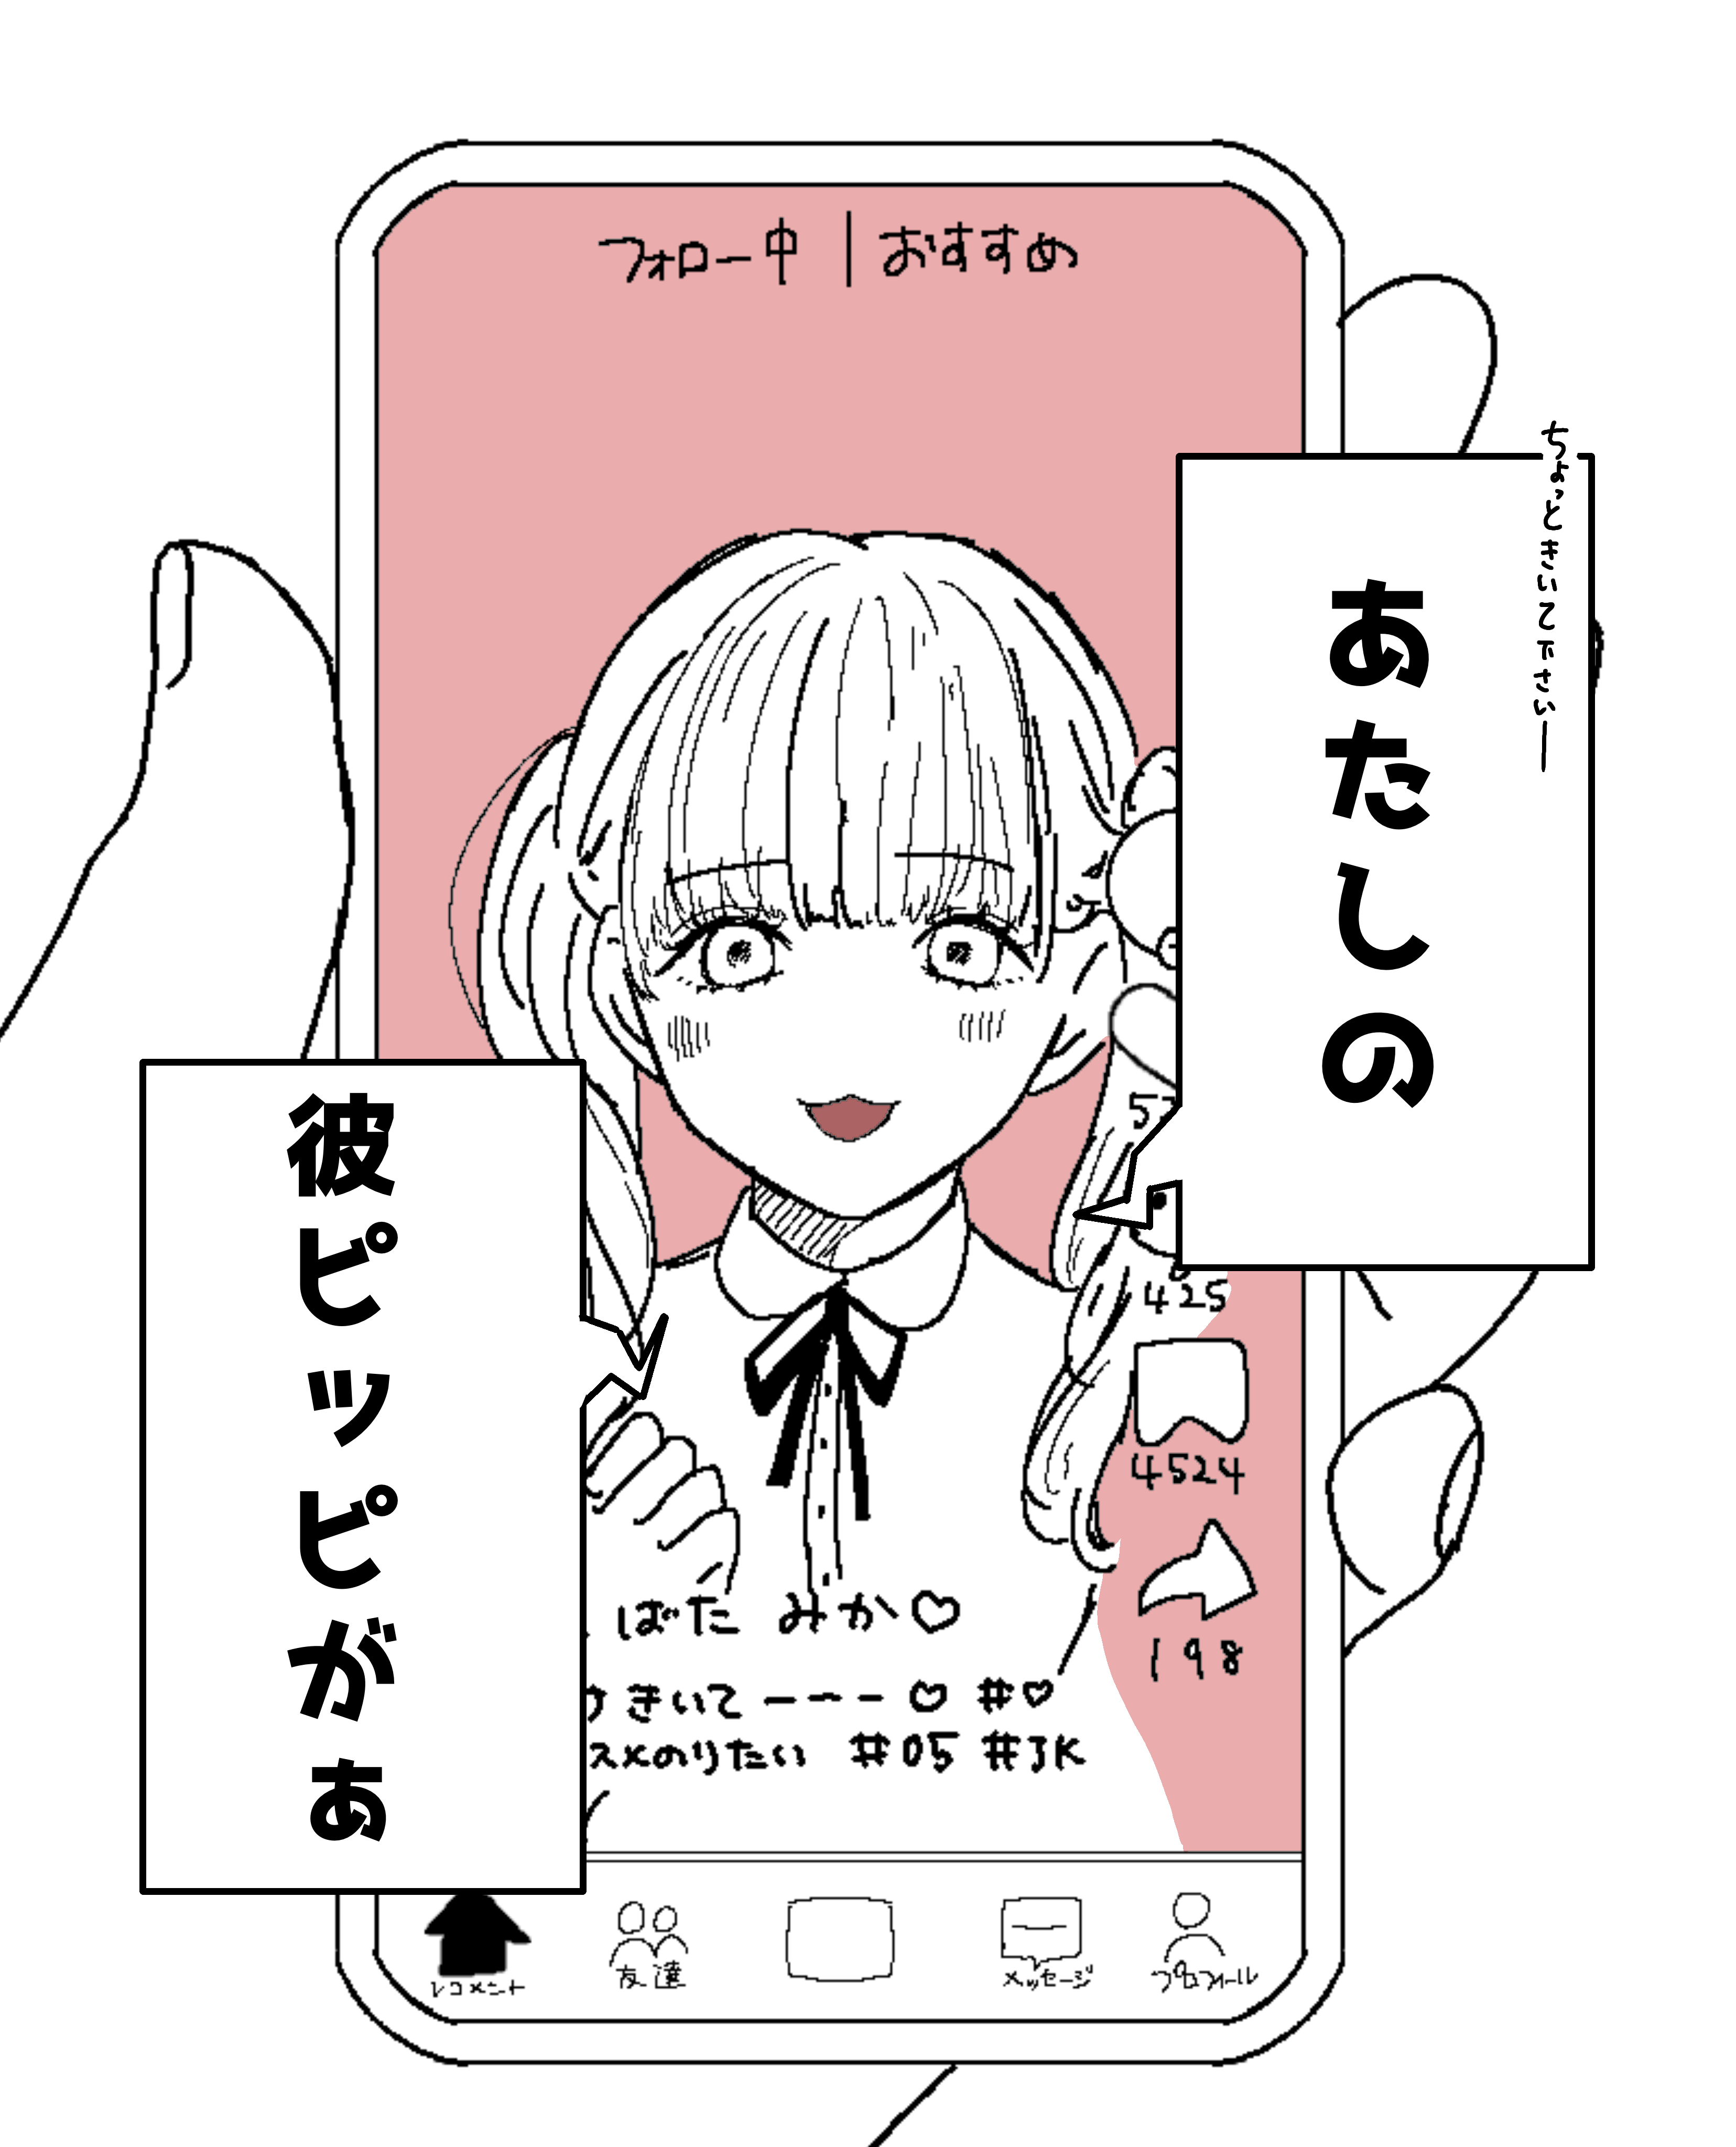 フォロー中 | おすすめ
ちょっときいて下さい──
あたしの
彼ピッピがぁ
425
4524
198
ばた みか♡
きいてーーー♡ #♡
スメのりたい #05 #JK
レコメント
友達
メッセージ
プロフィール